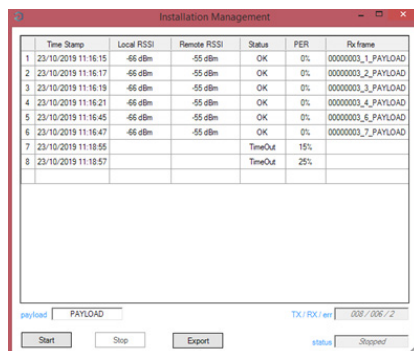 Installation Management
Time Stamp Local RSSI Remote RSSI Status PER Rx frame
1 23/10/2019 11:16:15 -66 dBm -55 dBm OK 0% 00000003_1_PAYLOAD
2 23/10/2019 11:16:17 -66 dBm -55 dBm OK 0% 00000003_2_PAYLOAD
3 23/10/2019 11:16:19 -66 dBm -55 dBm OK 0% 00000003_3_PAYLOAD
4 23/10/2019 11:16:21 -66 dBm -55 dBm OK 0% 00000003_4_PAYLOAD
5 23/10/2019 11:16:45 -66 dBm -55 dBm OK 0% 00000003_6_PAYLOAD
6 23/10/2019 11:16:47 -66 dBm -55 dBm OK 0% 00000003_7_PAYLOAD
7 23/10/2019 11:18:55 TimeOut 15%
8 23/10/2019 11:18:57 TimeOut 25%
payload PAYLOAD TX / RX / err 008 / 006 / 2
Start Stop Export status Stopped